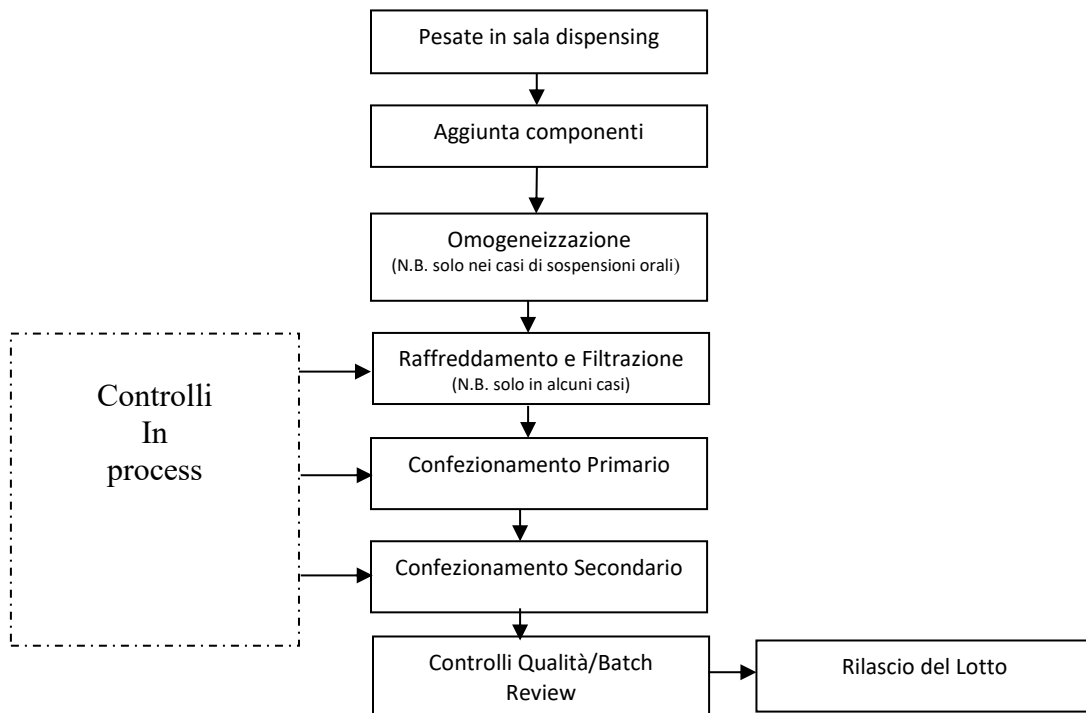 Pesate in sala dispensing
Aggiunta componenti
Omogeneizzazione
(N.B. solo nei casi di sospensioni orali)
Raffreddamento e Filtrazione
(N.B. solo in alcuni casi)
Controlli
In
process
Confezionamento Primario
Confezionamento Secondario
Controlli Qualità/Batch
Review
Rilascio del Lotto